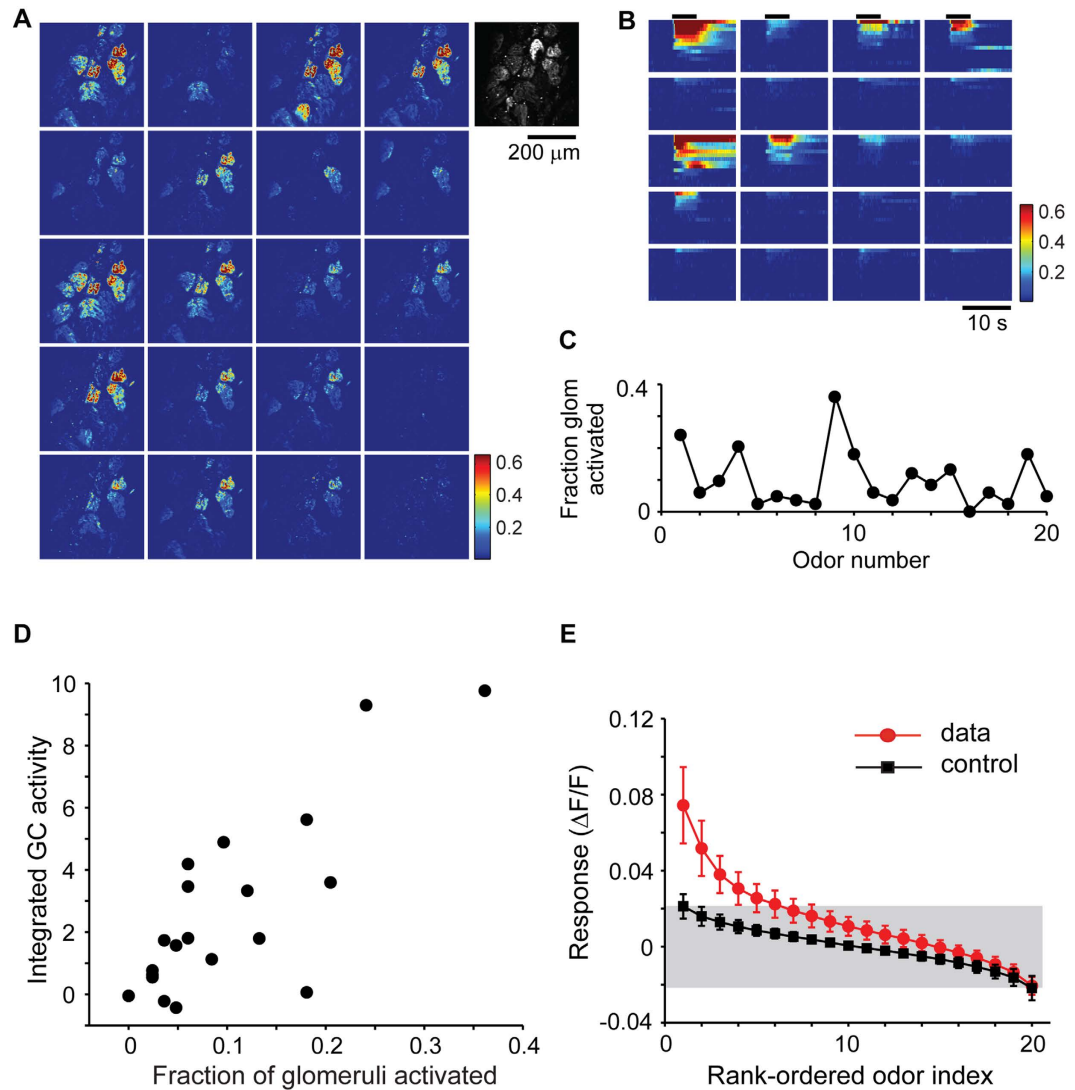 A
200 μm
0.6
0.4
0.2
B
0.6
0.4
0.2
10 s
C
0.4
0
Fraction glom
activated
10
20
Odor number
D
10
8
6
4
2
0
Integrated GC activity
0
0.1
0.2
0.3
0.4
Fraction of glomeruli activated
E
0.12
0.08
0.04
0
-0.04
Response (ΔF/F)
data
control
0
10
20
Rank-ordered odor index